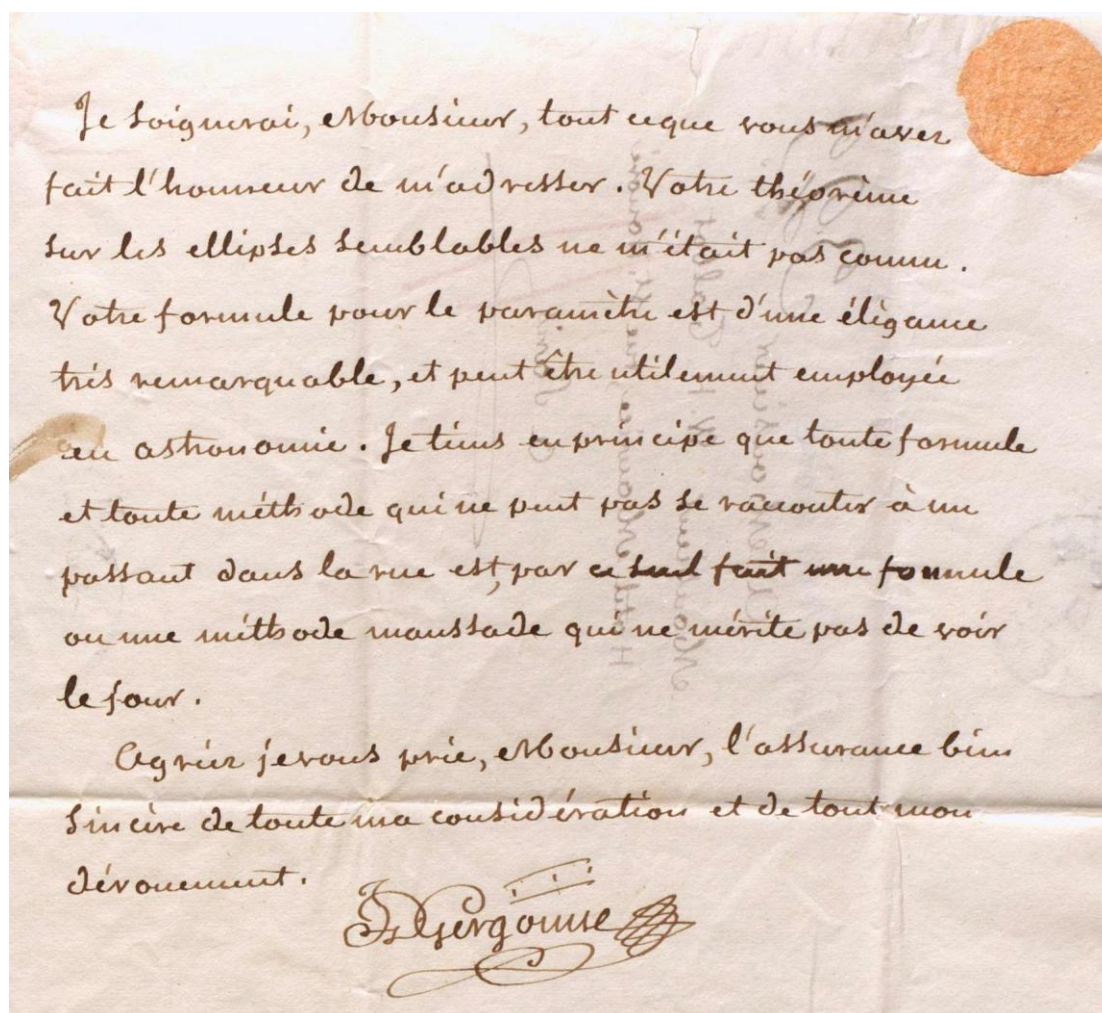 Je soignerai, Monsieur, tout ce que vous m'avez
fait l'honneur de m'adresser. Votre théorème
sur les ellipses semblables ne m'était pas connu.
Votre formule pour le paramètre est d'une élégance
très remarquable, et peut être utilement employée
en astronomie. Je tiens en principe que toute formule
et toute méthode qui ne peut pas se raconter à un
passant dans la rue est, par ce seul fait une formule
ou une méthode maussade qui ne mérite pas de voir
le jour.
Agréez je vous prie, Monsieur, l'assurance bien
sincère de toute ma considération et de tout mon
dévouement.
JDGergonne